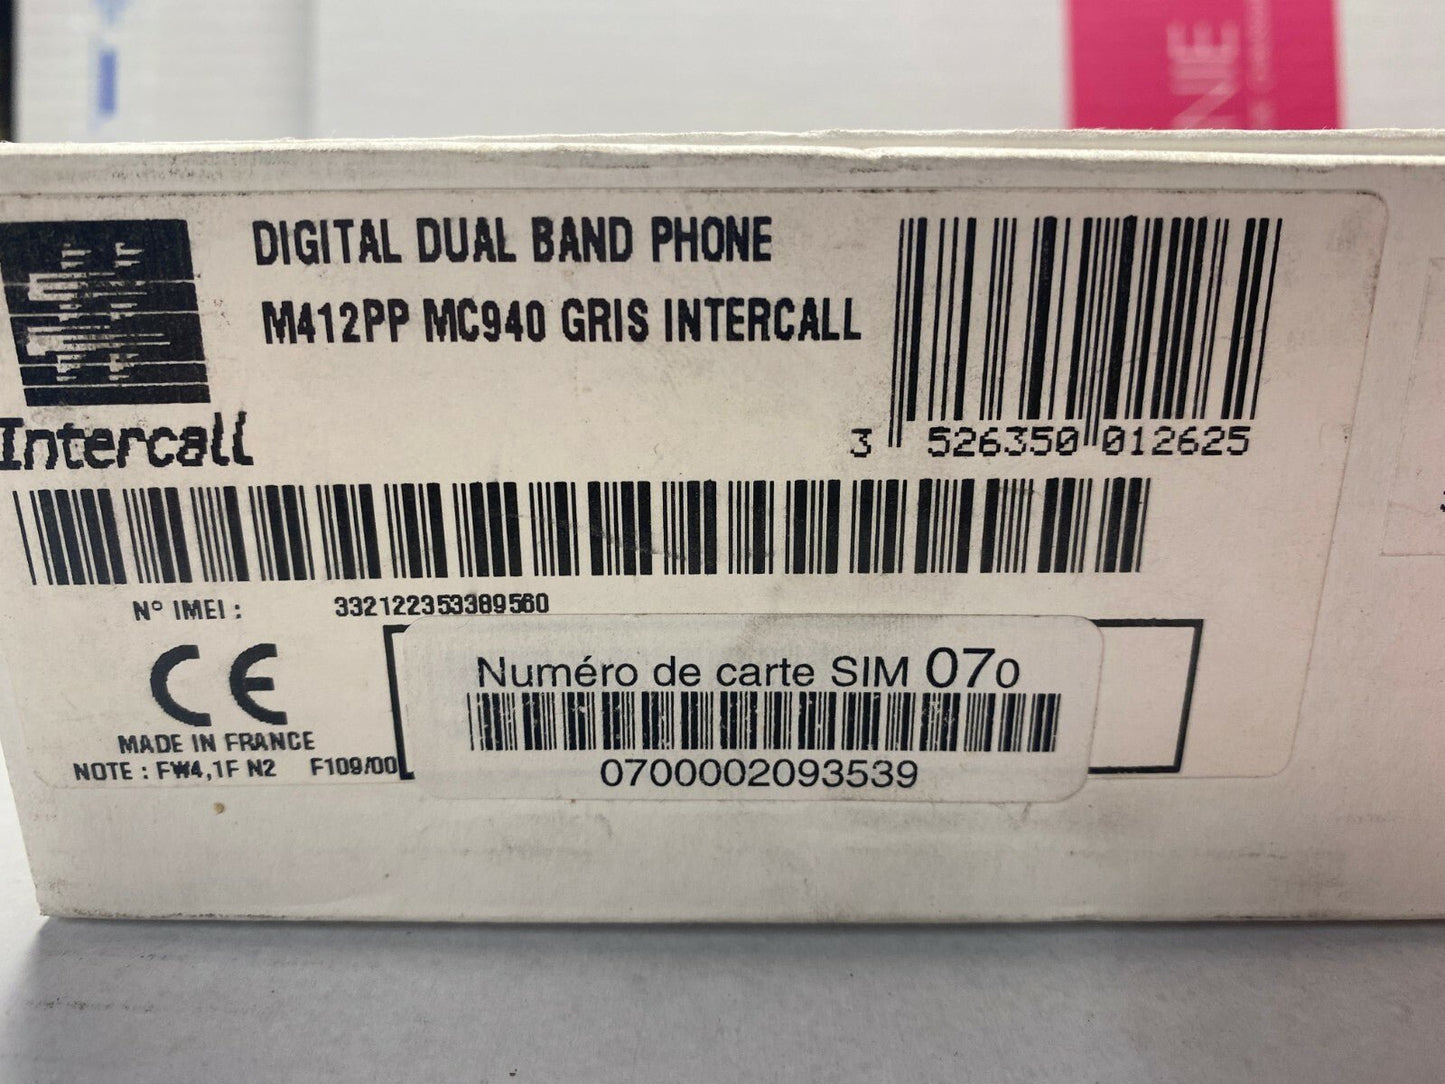 NE
DIGITAL DUAL BAND PHONE
M412PP MC940 GRIS INTERCALL
Intercall
3 526350 012625
N° IMEI : 332122353389560
CE
Numéro de carte SIM 070
MADE IN FRANCE
NOTE : FW4,1F N2 F109/00
0700002093539